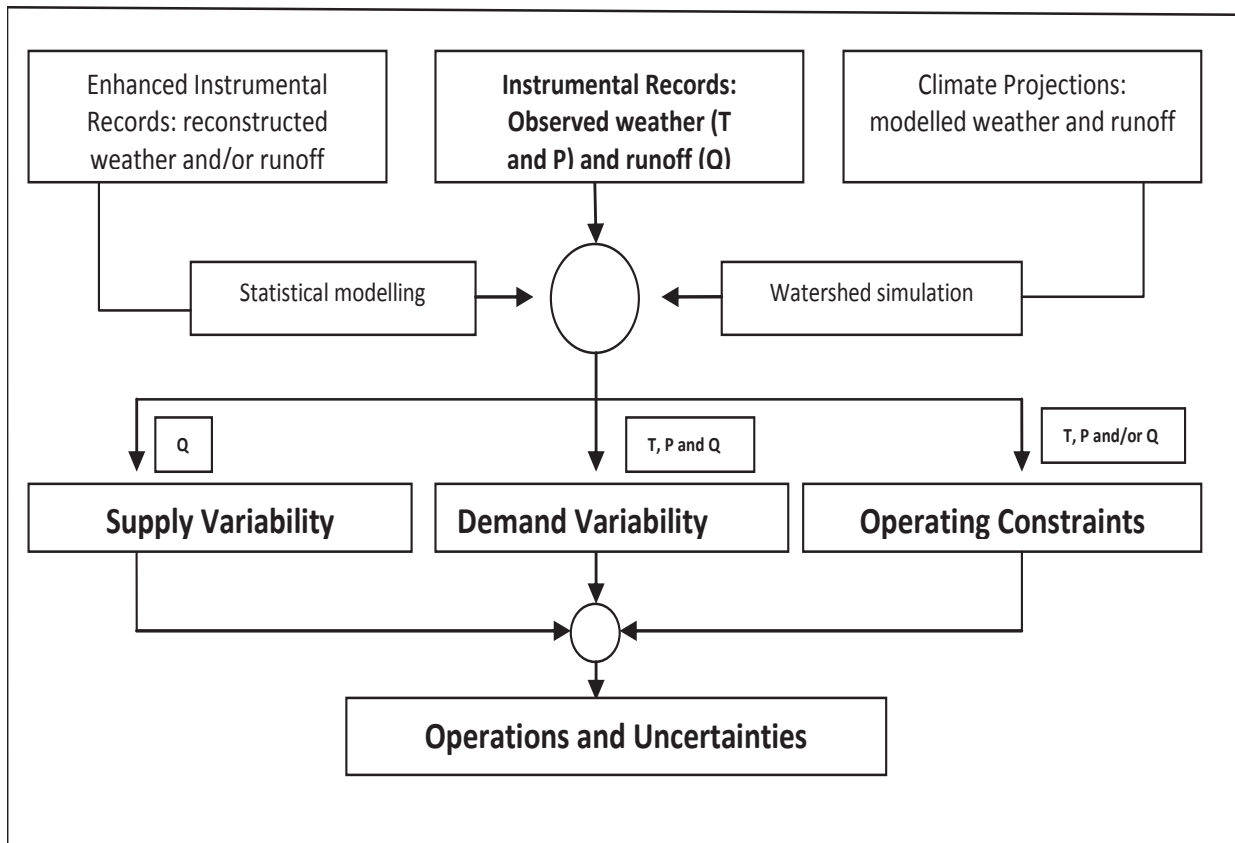 Enhanced Instrumental
Records: reconstructed
weather and/or runoff
Instrumental Records:
Observed weather (T
and P) and runoff (Q)
Climate Projections:
modelled weather and runoff
Statistical modelling
Watershed simulation
Q
T, P and Q
T, P and/or Q
Supply Variability
Demand Variability
Operating Constraints
Operations and Uncertainties